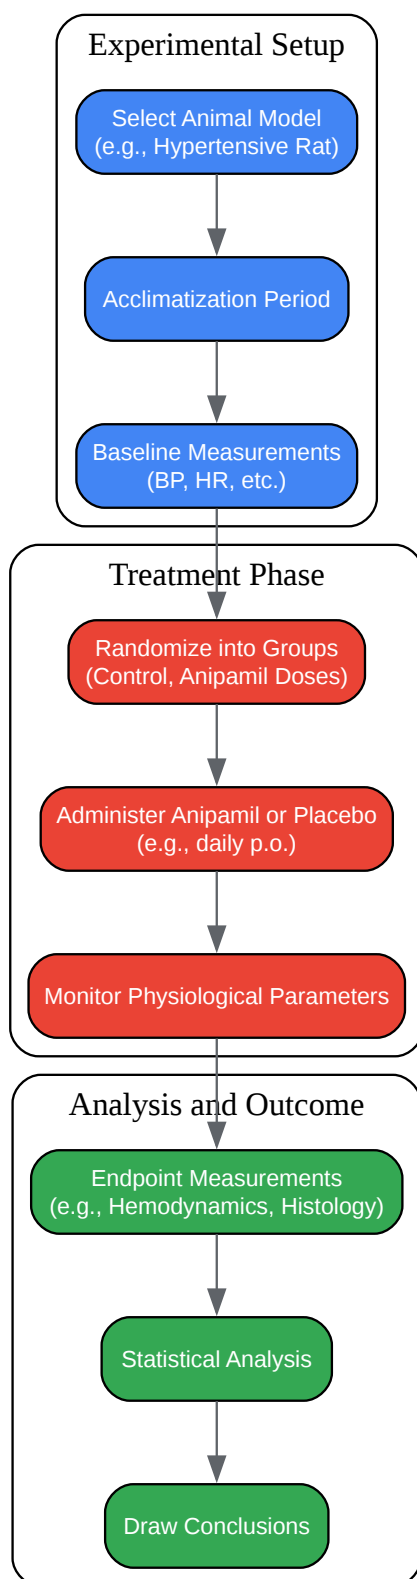 Experimental Setup
Select Animal Model
(e.g., Hypertensive Rat)
Acclimatization Period
Baseline Measurements
(BP, HR, etc.)
Treatment Phase
Randomize into Groups
(Control, Anipamil Doses)
Administer Anipamil or Placebo
(e.g., daily p.o.)
Monitor Physiological Parameters
Analysis and Outcome
Endpoint Measurements
(e.g., Hemodynamics, Histology)
Statistical Analysis
Draw Conclusions